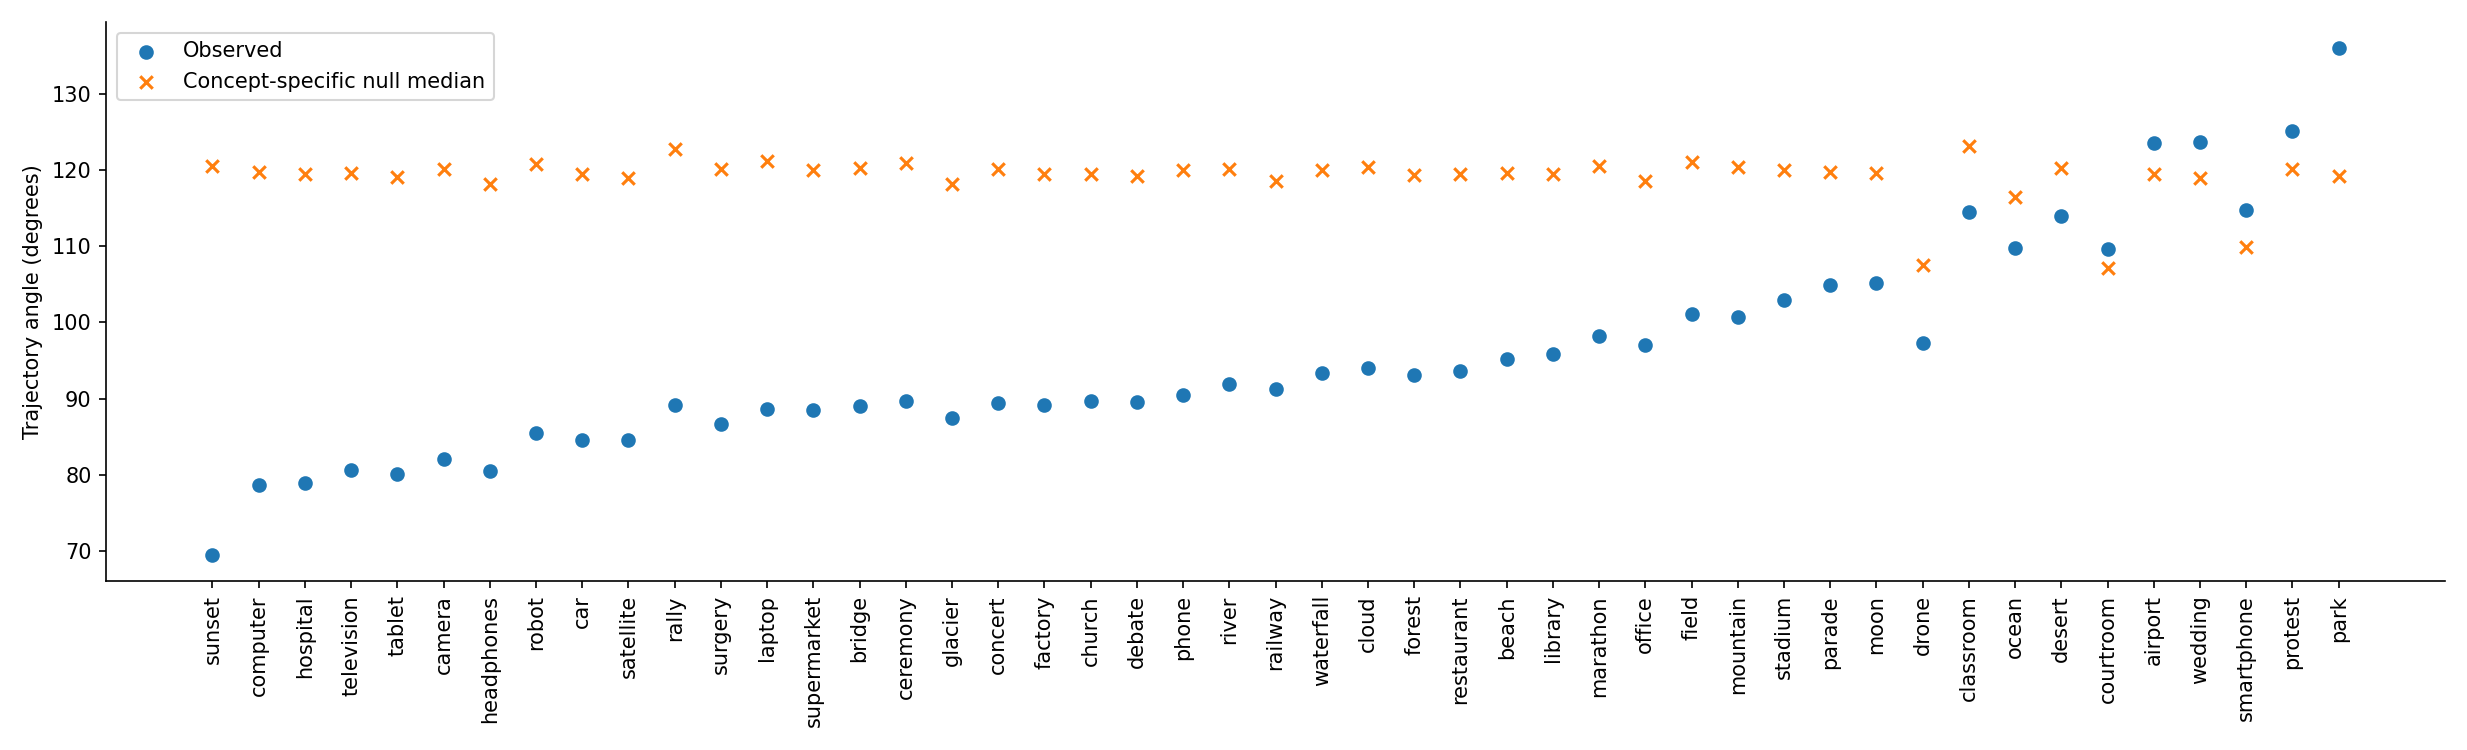 Observed
Concept-specific null median
Trajectory angle (degrees)
130
120
110
100
90
80
70
sunset
computer
hospital
television
tablet
camera
headphones
robot
car
satellite
rally
surgery
laptop
supermarket
bridge
ceremony
glacier
concert
factory
church
debate
phone
river
railway
waterfall
cloud
forest
restaurant
beach
library
marathon
office
field
mountain
stadium
parade
moon
drone
classroom
ocean
desert
courtroom
airport
wedding
smartphone
protest
park